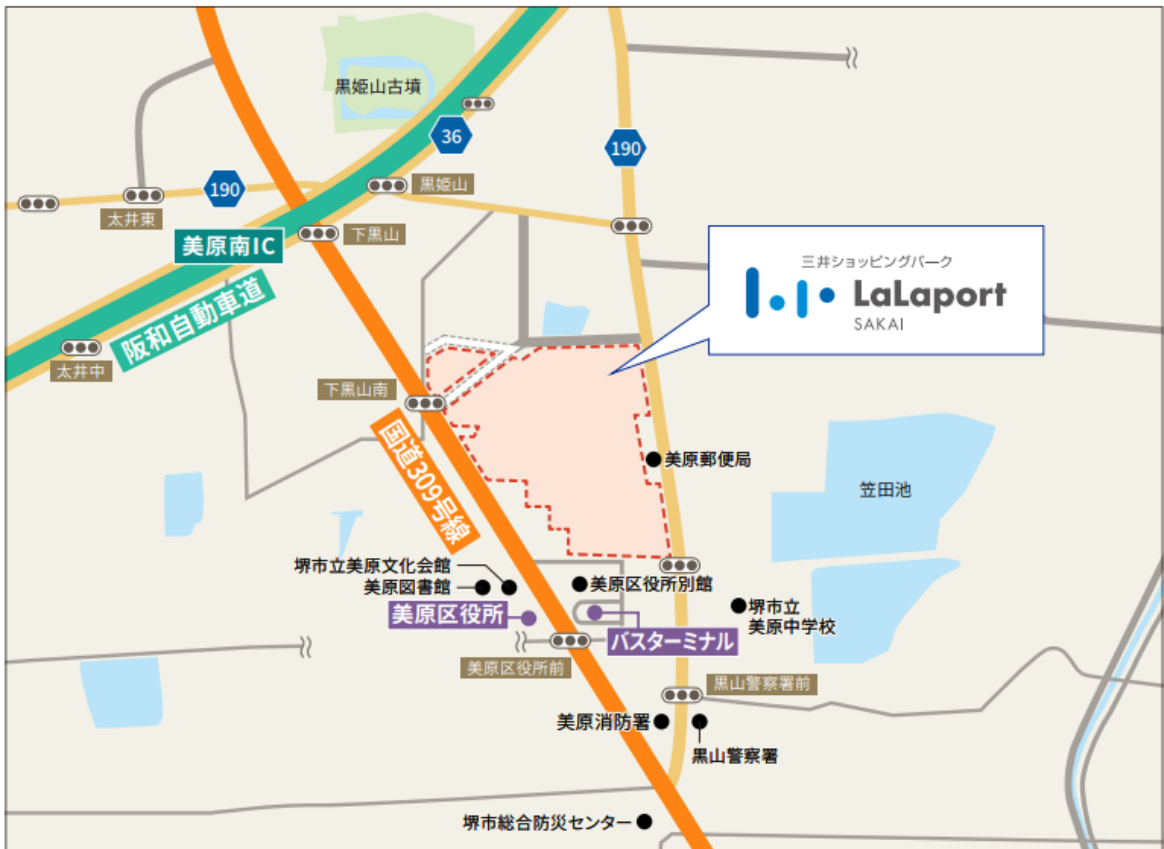 黒姫山古墳
36
190
190
黒姫山
太井東
下黒山
美原南IC
阪和自動車道
太井中
三井ショッピングパーク
LaLaport
SAKAI
下黒山南
国道309号線
美原郵便局
笠田池
堺市立美原文化会館
美原図書館
美原区役所別館
美原区役所
バスターミナル
堺市立
美原中学校
美原区役所前
黒山警察署前
美原消防署
黒山警察署
堺市総合防災センター